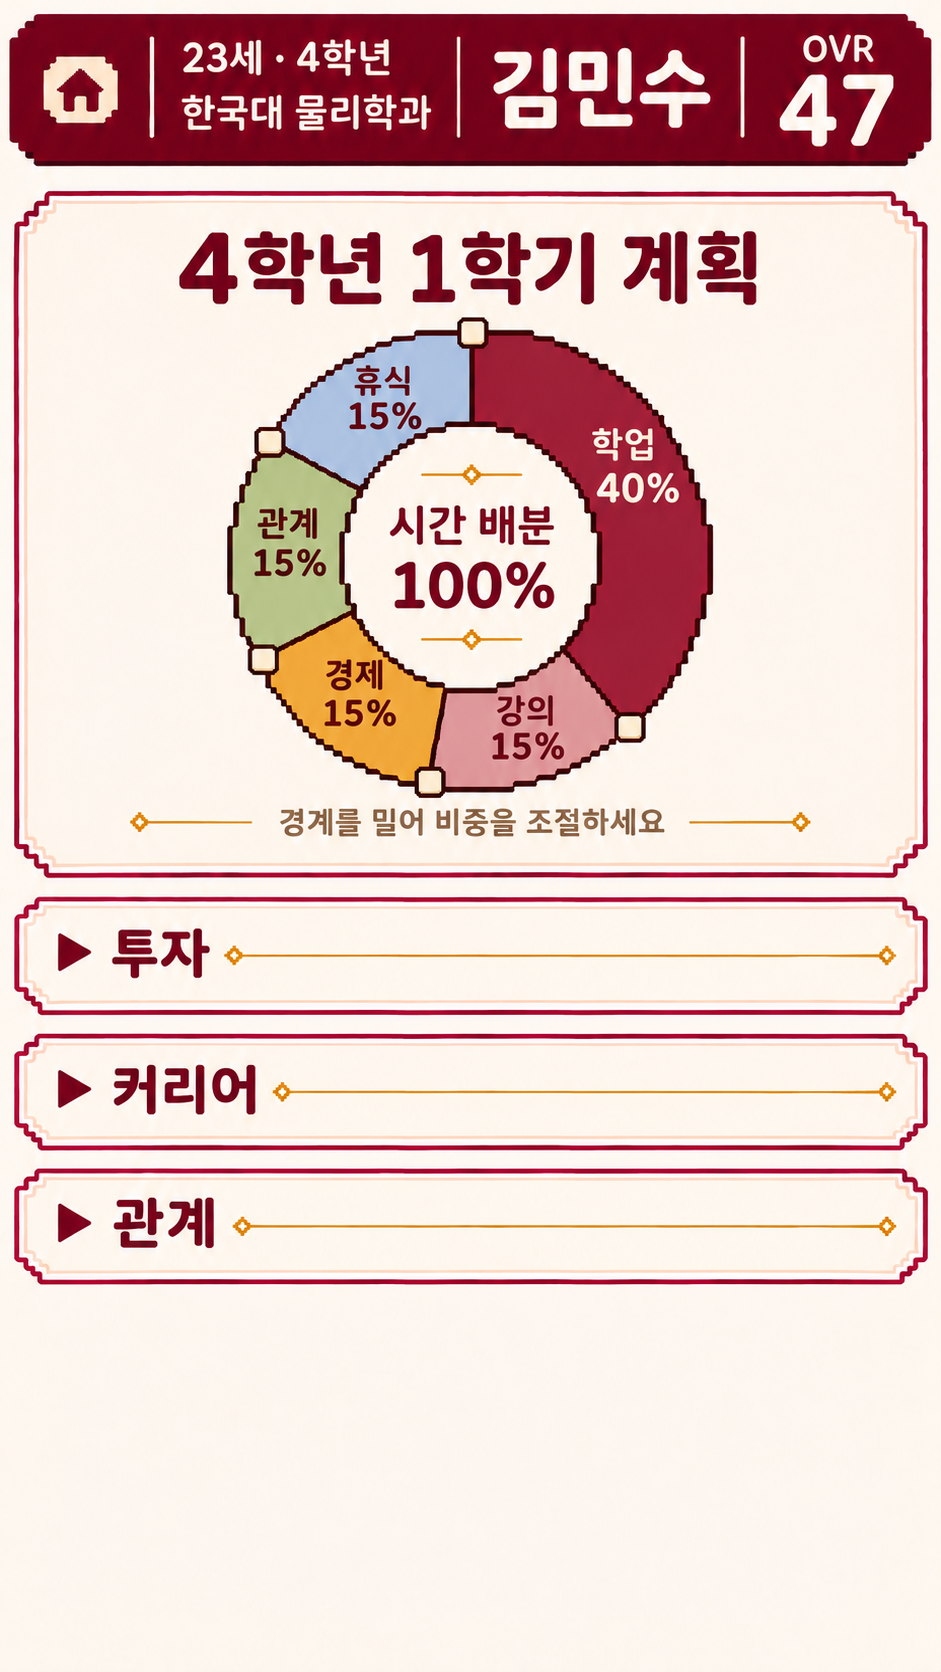 23세 · 4학년
한국대 물리학과
김민수
OVR
47
4학년 1학기 계획
휴식
15%
학업
40%
관계
15%
시간 배분
100%
경제
15%
강의
15%
경계를 밀어 비중을 조절하세요
투자
커리어
관계